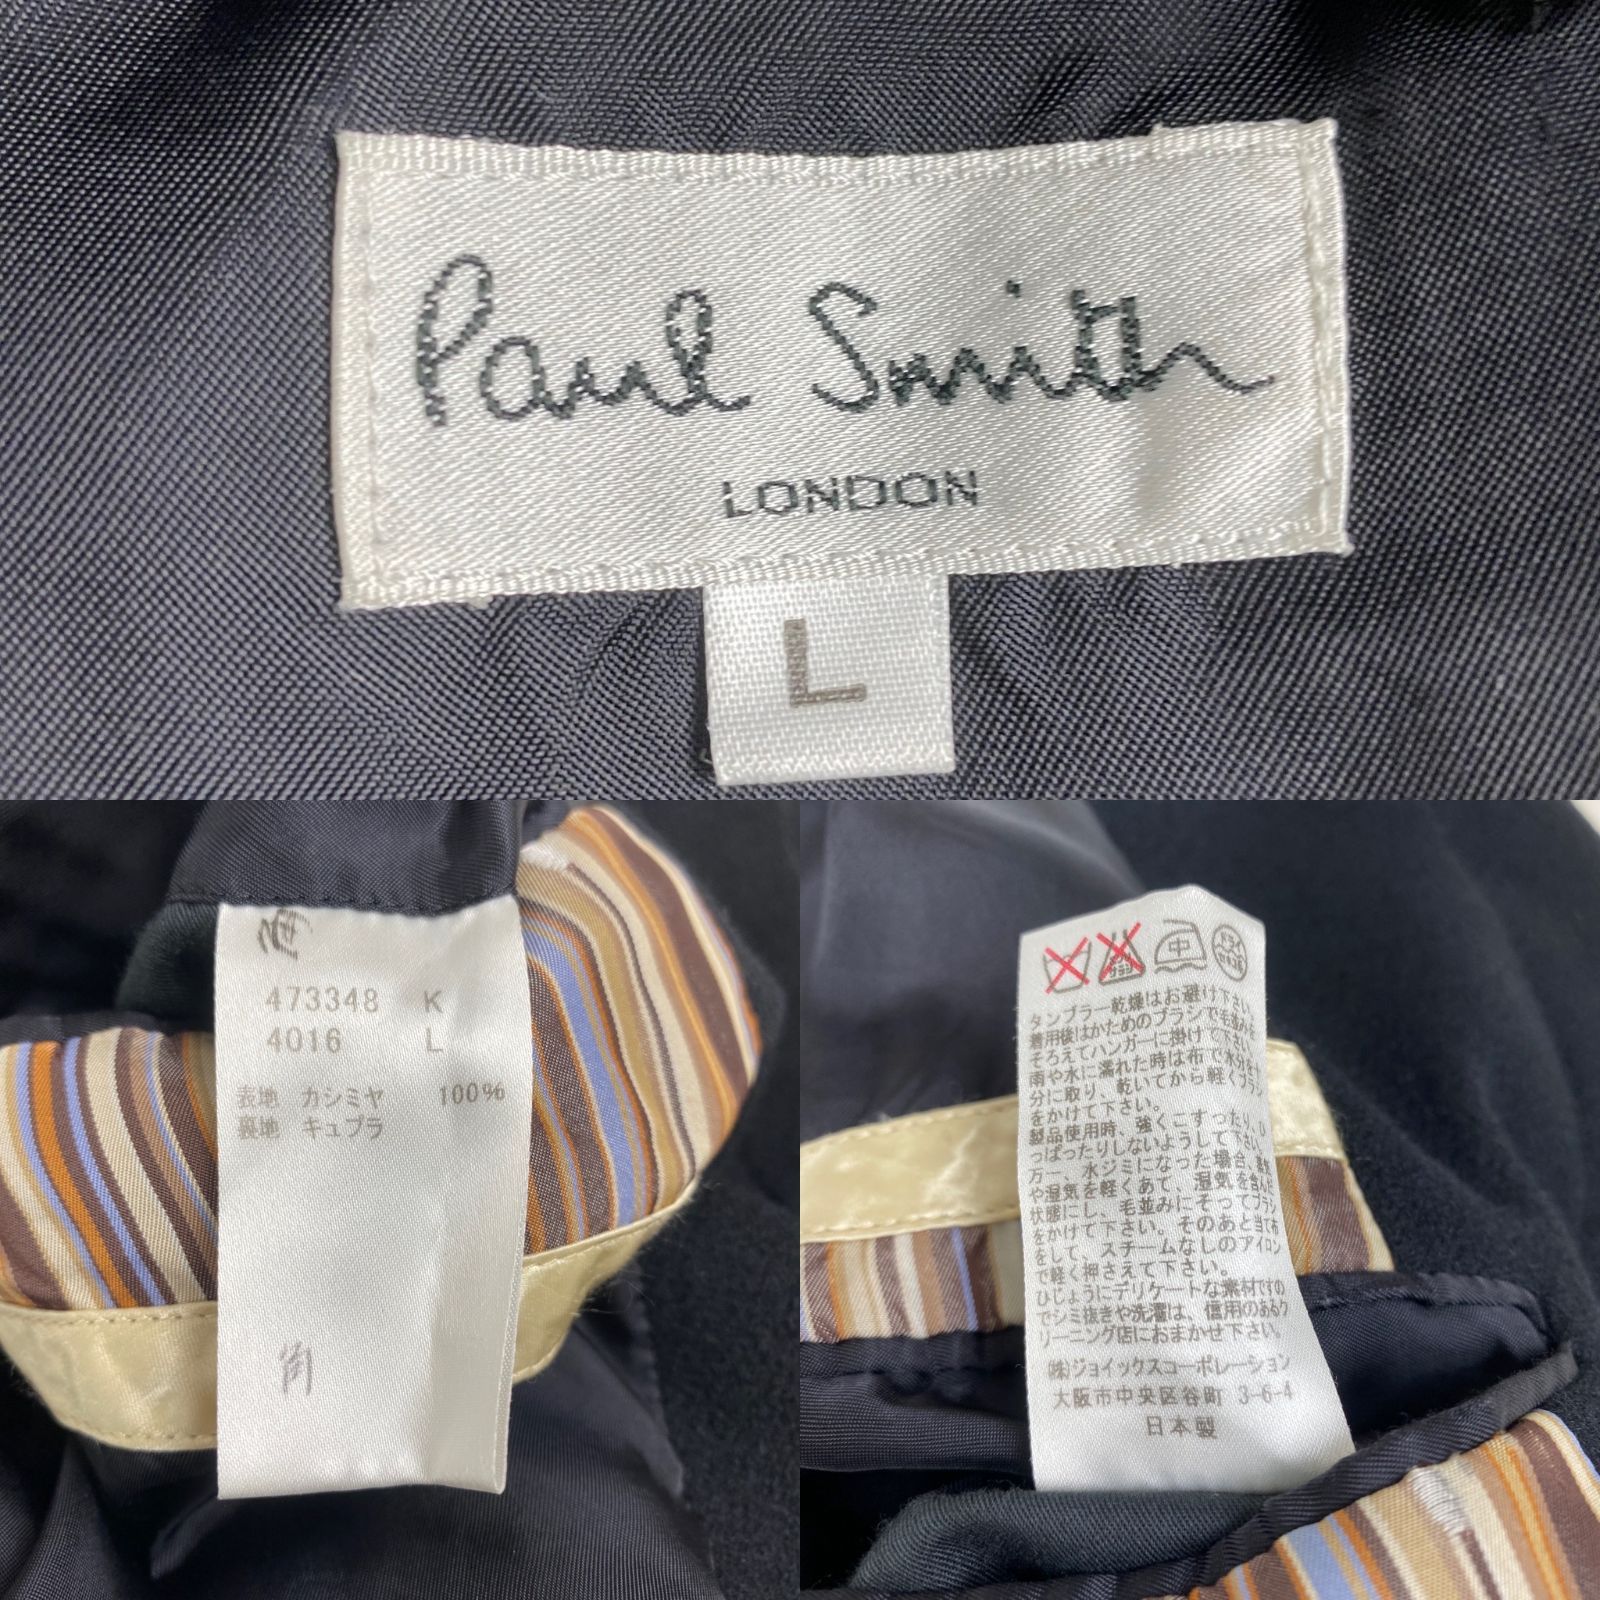 Paul Smith
LONDON
L
473348 K
4016 L
表地 カシミヤ 100%
裏地 キュプラ
角
中
ドライ
タンブラー乾燥はお避け下さい。
着用後はかためのブラシで毛並みを
そろえてハンガーに掛けて下さい。
雨や水に濡れた時は布で水分を十
分に取り、乾いてから軽くブラシ
をかけて下さい。
製品使用時、強くこすったり、ひ
っぱったりしないようして下さい。
万一、水ジミになった場合、蒸気
や湿気を軽くあて、湿気を含んだ
状態にし、毛並みにそってブラシ
をかけて下さい。そのあと当て布
をして、スチームなしのアイロン
で軽く押さえて下さい。
ひじょうにデリケートな素材ですの
でシミ抜きや洗濯は、信用のあるク
リーニング店におまかせ下さい。
㈱ジョイックスコーポレーション
大阪市中央区谷町 3-6-4
日本製